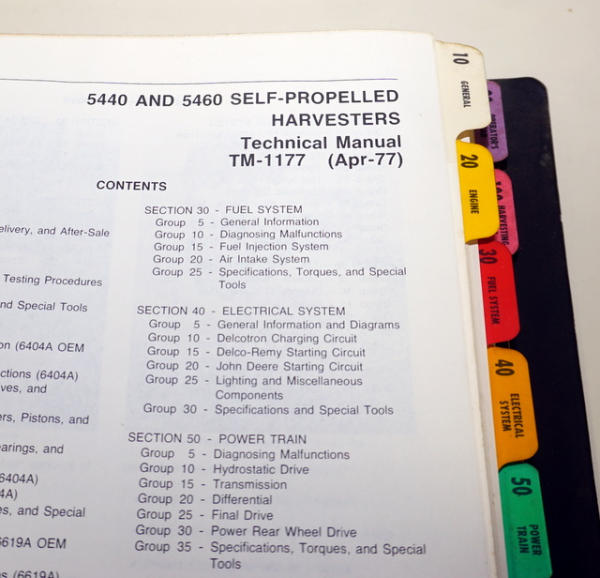 5440 AND 5460 SELF-PROPELLED
HARVESTERS
Technical Manual
TM-1177 (Apr-77)
CONTENTS
elivery, and After-Sale
Testing Procedures
nd Special Tools
on (6404A OEM
ctions (6404A)
ves, and
ers, Pistons, and
earings, and
6404A)
4A)
es, and Special
6619A OEM
gs (6619A)
SECTION 30 - FUEL SYSTEM
Group 5 - General Information
Group 10 - Diagnosing Malfunctions
Group 15 - Fuel Injection System
Group 20 - Air Intake System
Group 25 - Specifications, Torques, and Special
Tools
SECTION 40 - ELECTRICAL SYSTEM
Group 5 - General Information and Diagrams
Group 10 - Delcotron Charging Circuit
Group 15 - Delco-Remy Starting Circuit
Group 20 - John Deere Starting Circuit
Group 25 - Lighting and Miscellaneous
Components
Group 30 - Specifications and Special Tools
SECTION 50 - POWER TRAIN
Group 5 - Diagnosing Malfunctions
Group 10 - Hydrostatic Drive
Group 15 - Transmission
Group 20 - Differential
Group 25 - Final Drive
Group 30 - Power Rear Wheel Drive
Group 35 - Specifications, Torques, and Special
Tools
10
GENERAL
20
ENGINE
30
FUEL SYSTEM
40
ELECTRICAL
SYSTEM
50
POWER
TRAIN
OPERATOR'S
HARVESTING